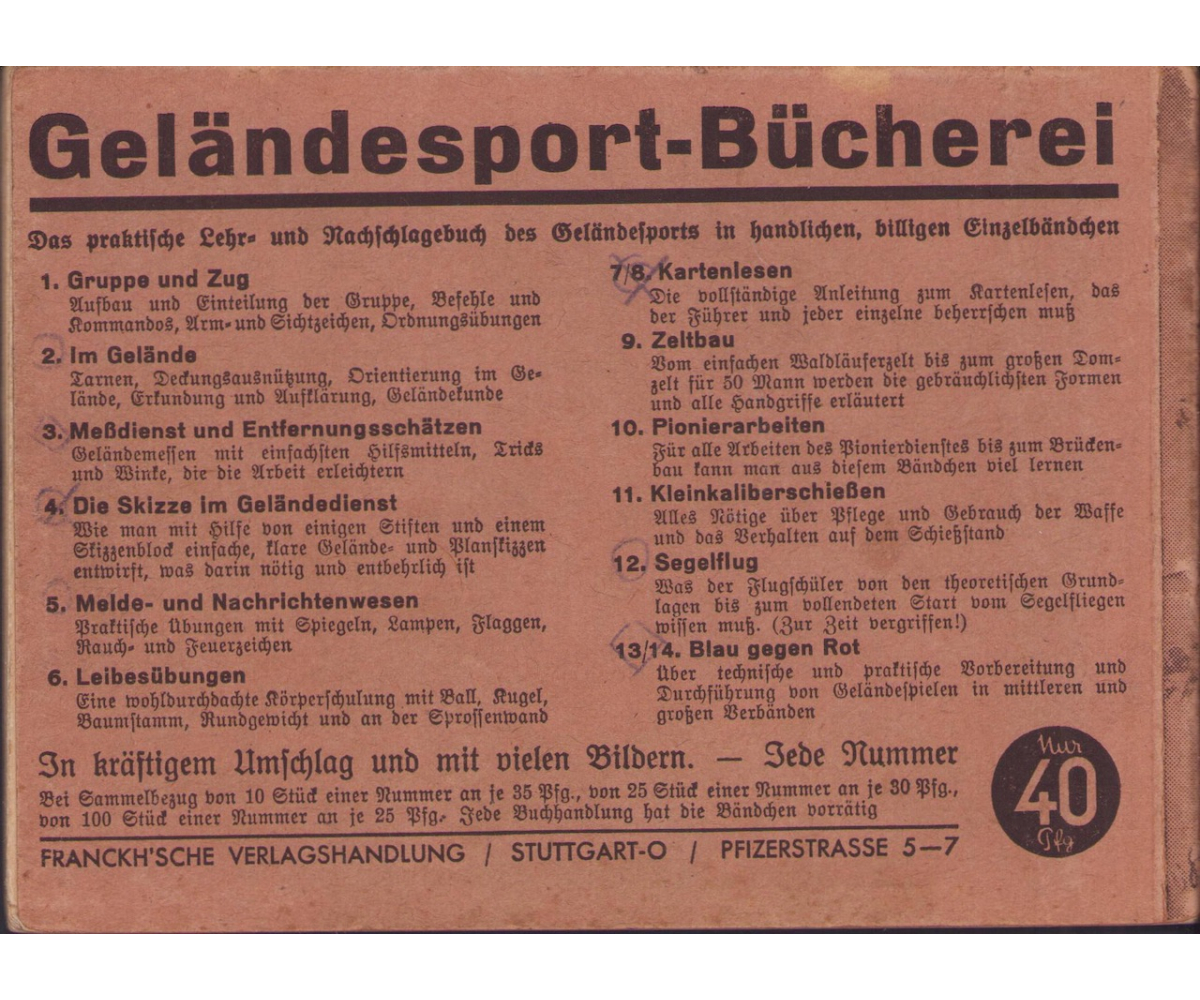 Geländesport-Bücherei
Das praktische Lehr- und Nachschlagebuch des Geländesports in handlichen, billigen Einzelbändchen
1. Gruppe und Zug
Aufbau und Einteilung der Gruppe, Befehle und
Kommandos, Arm- und Sichtzeichen, Ordnungsübungen
2. Im Gelände
Tarnen, Deckungsausnützung, Orientierung im Ge-
lände, Erkundung und Aufklärung, Geländekunde
3. Meßdienst und Entfernungsschätzen
Geländemessen mit einfachsten Hilfsmitteln, Tricks
und Winke, die die Arbeit erleichtern
4. Die Skizze im Geländedienst
Wie man mit Hilfe von einigen Stiften und einem
Skizzenblock einfache, klare Gelände- und Planskizzen
entwirft, was darin nötig und entbehrlich ist
5. Melde- und Nachrichtenwesen
Praktische Übungen mit Spiegeln, Lampen, Flaggen,
Rauch- und Feuerzeichen
6. Leibesübungen
Eine wohldurchdachte Körperschulung mit Ball, Kugel,
Baumstamm, Rundgewicht und an der Sprossenwand
7/8. Kartenlesen
Die vollständige Anleitung zum Kartenlesen, das
der Führer und jeder einzelne beherrschen muß
9. Zeltbau
Vom einfachen Waldläuferzelt bis zum großen Dom-
zelt für 50 Mann werden die gebräuchlichsten Formen
und alle Handgriffe erläutert
10. Pionierarbeiten
Für alle Arbeiten des Pionierdienstes bis zum Brücken-
bau kann man aus diesem Bändchen viel lernen
11. Kleinkaliberschießen
Alles Nötige über Pflege und Gebrauch der Waffe
und das Verhalten auf dem Schießstand
12. Segelflug
Was der Flugschüler von den theoretischen Grund-
lagen bis zum vollendeten Start vom Segelfliegen
wissen muß. (Zur Zeit vergriffen!)
13/14. Blau gegen Rot
Über technische und praktische Vorbereitung und
Durchführung von Geländespielen in mittleren und
großen Verbänden
In kräftigem Umschlag und mit vielen Bildern. — Jede Nummer
Nur
40
Pfg
Bei Sammelbezug von 10 Stück einer Nummer an je 35 Pfg., von 25 Stück einer Nummer an je 30 Pfg.,
von 100 Stück einer Nummer an je 25 Pfg. Jede Buchhandlung hat die Bändchen vorrätig
FRANCKH'SCHE VERLAGSHANDLUNG / STUTTGART-O / PFIZERSTRASSE 5—7